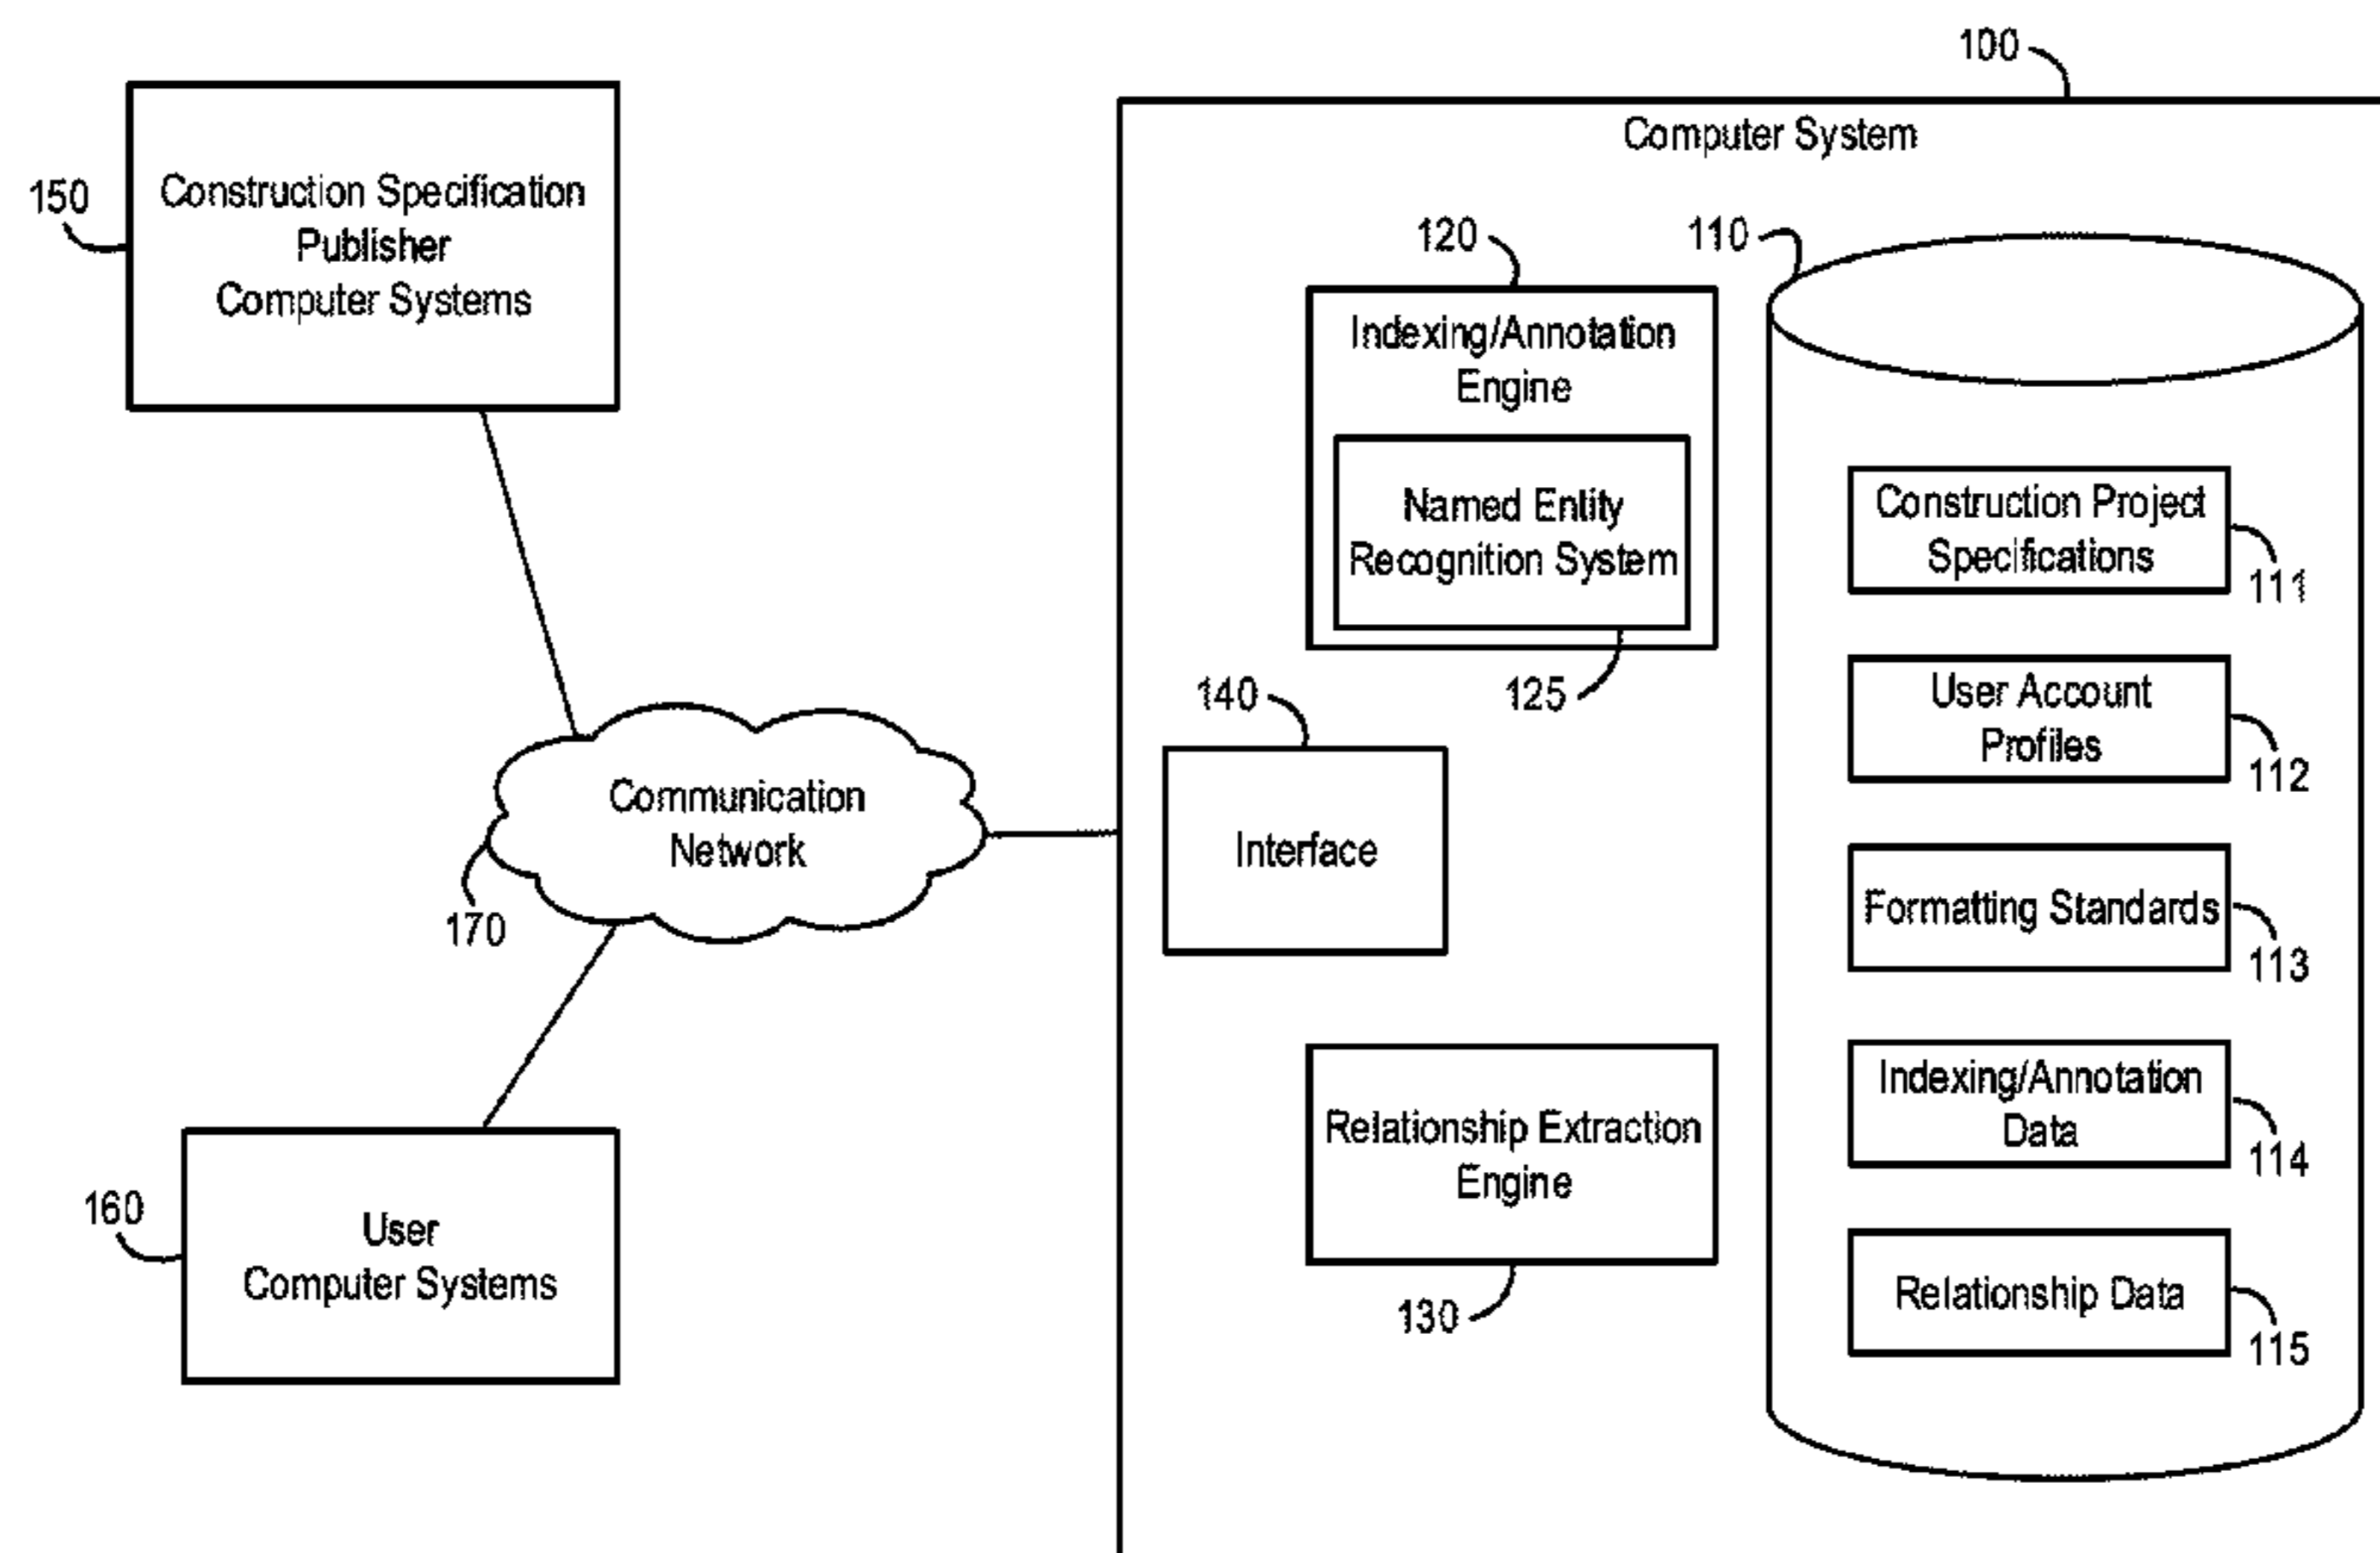 100
Computer System
150
Construction Specification
Publisher
Computer Systems
120
Indexing/Annotation
Engine
Named Entity
Recognition System
125
110
Construction Project
Specifications
111
User Account
Profiles
112
Formatting Standards
113
Indexing/Annotation
Data
114
Relationship Data
115
140
Interface
Communication
Network
170
Relationship Extraction
Engine
130
160
User
Computer Systems